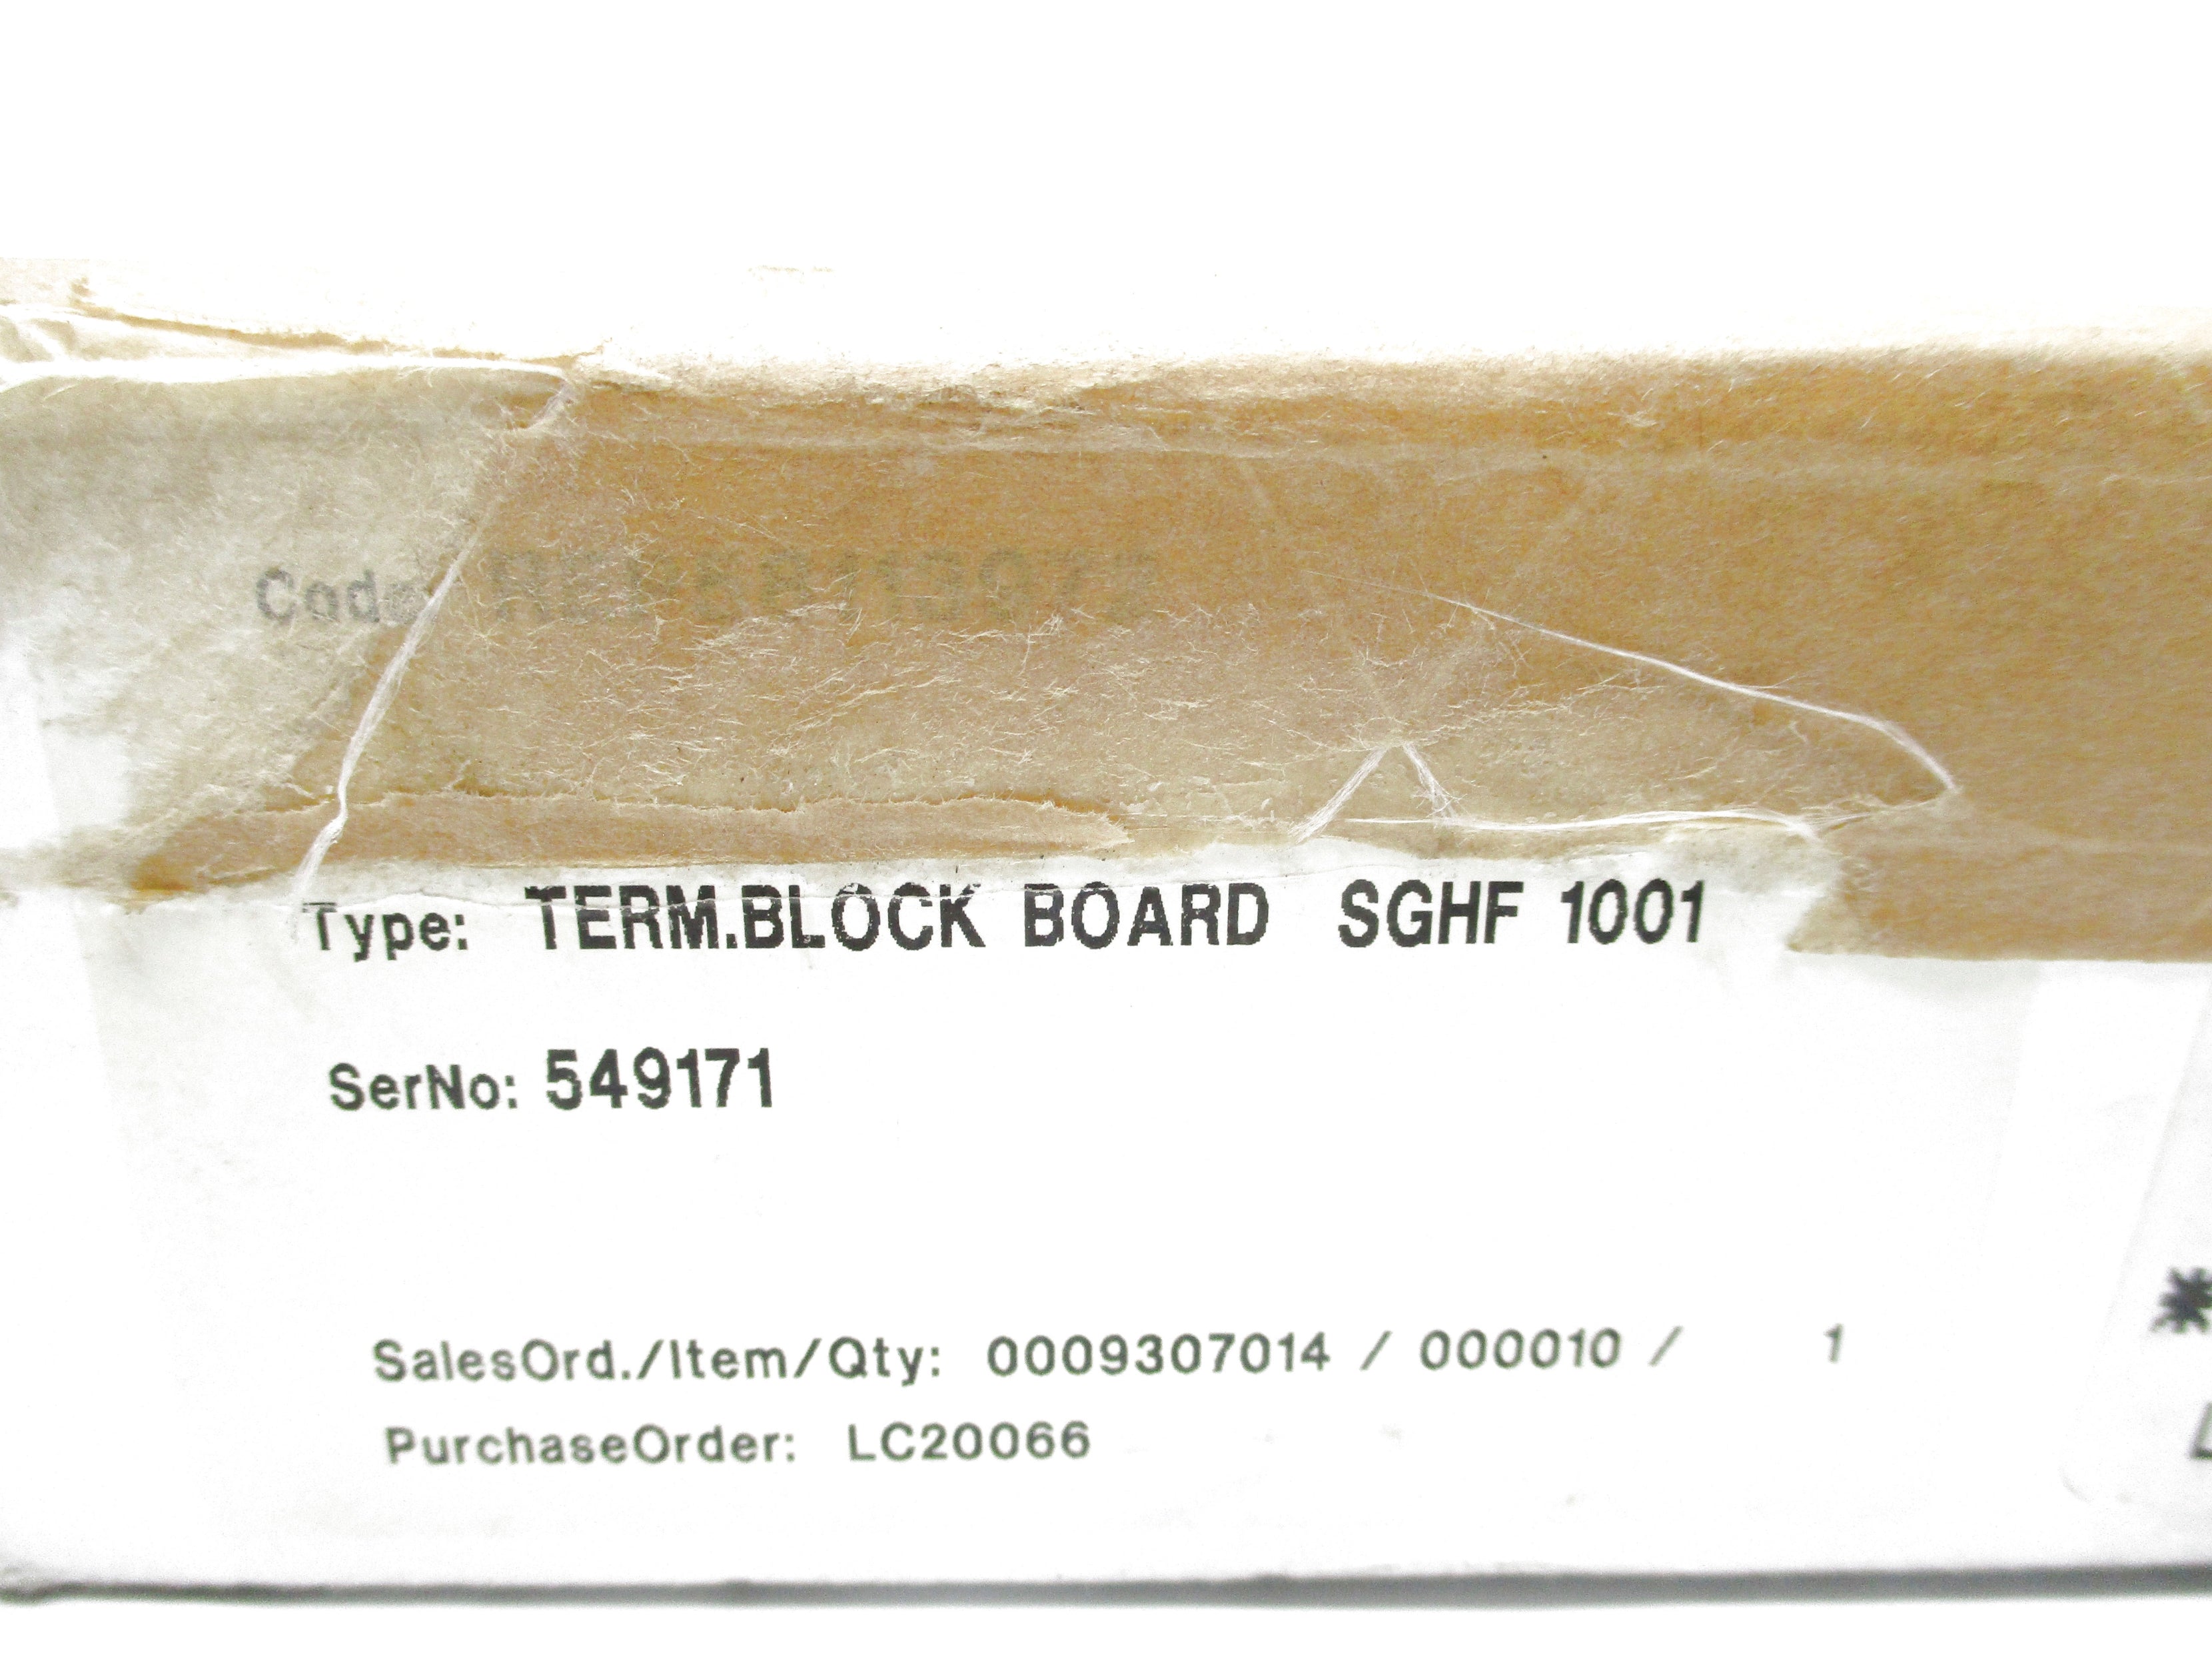 Code
Type: TERM.BLOCK BOARD SGHF 1001
SerNo: 549171
SalesOrd./Item/Qty: 0009307014 / 000010 / 1
PurchaseOrder: LC20066
*